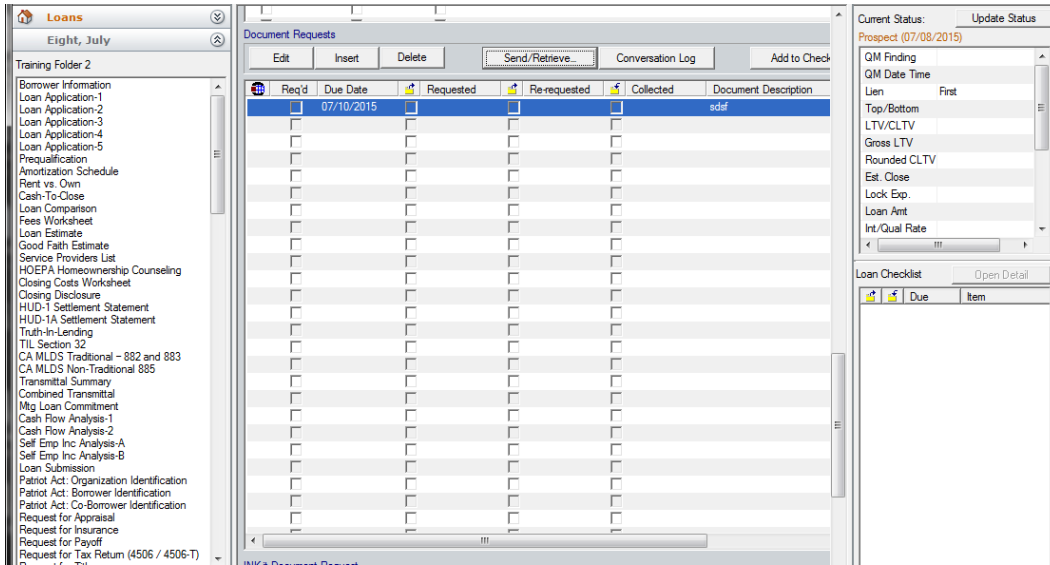 Loans
Eight, July
Training Folder 2
Borrower Information
Loan Application-1
Loan Application-2
Loan Application-3
Loan Application-4
Loan Application-5
Prequalification
Amortization Schedule
Rent vs. Own
Cash-To-Close
Loan Comparison
Fees Worksheet
Loan Estimate
Good Faith Estimate
Service Providers List
HOEPA Homeownership Counseling
Closing Costs Worksheet
Closing Disclosure
HUD-1 Settlement Statement
HUD-1A Settlement Statement
Truth-In-Lending
TIL Section 32
CA MLDS Traditional – 882 and 883
CA MLDS Non-Traditional 885
Transmittal Summary
Combined Transmittal
Mtg Loan Commitment
Cash Flow Analysis-1
Cash Flow Analysis-2
Self Emp Inc Analysis-A
Self Emp Inc Analysis-B
Loan Submission
Patriot Act: Organization Identification
Patriot Act: Borrower Identification
Patriot Act: Co-Borrower Identification
Request for Appraisal
Request for Insurance
Request for Payoff
Request for Tax Return (4506 / 4506-T)
Document Requests
Edit Insert Delete Send/Retrieve... Conversation Log Add to Check
Req'd Due Date Requested Re-requested Collected Document Description
07/10/2015 sdsf
Current Status: Update Status
Prospect (07/08/2015)
QM Finding
QM Date Time
Lien First
Top/Bottom
LTV/CLTV
Gross LTV
Rounded CLTV
Est. Close
Lock Exp.
Loan Amt
Int/Qual Rate
Loan Checklist Open Detail
Due Item